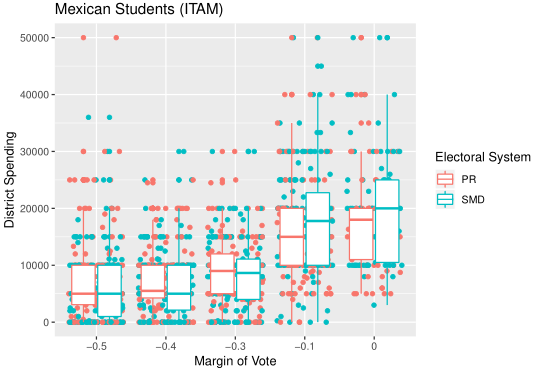 Mexican Students (ITAM)
50000
40000
30000
20000
10000
0
District Spending
−0.5
−0.4
−0.3
−0.1
0
Margin of Vote
Electoral System
PR
SMD